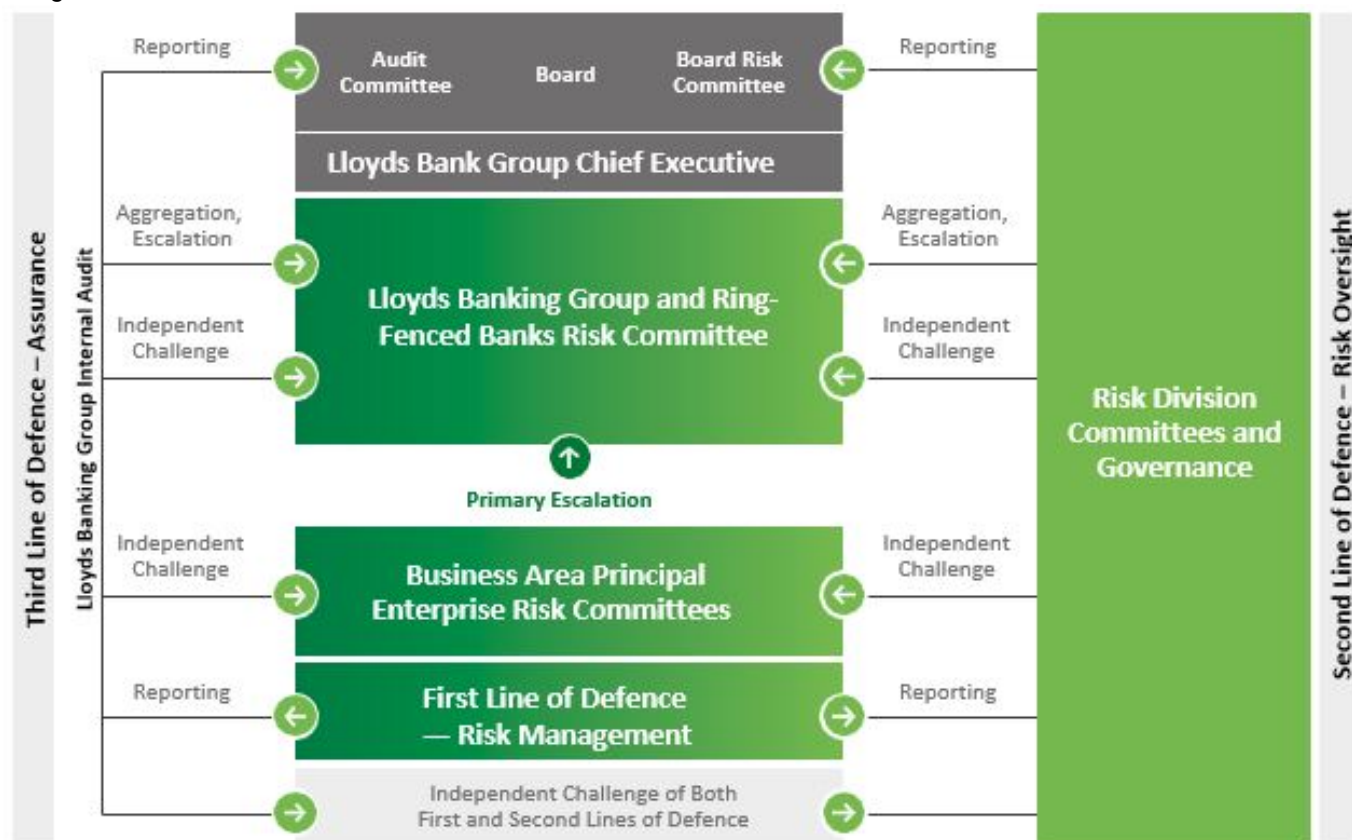 Third Line of Defence – Assurance
Lloyds Banking Group Internal Audit
Reporting
Audit
Committee
Board
Board Risk
Committee
Reporting
Lloyds Bank Group Chief Executive
Aggregation,
Escalation
Independent
Challenge
Lloyds Banking Group and Ring-
Fenced Banks Risk Committee
Aggregation,
Escalation
Independent
Challenge
Primary Escalation
Independent
Challenge
Business Area Principal
Enterprise Risk Committees
Independent
Challenge
Reporting
First Line of Defence
— Risk Management
Reporting
Independent Challenge of Both
First and Second Lines of Defence
Risk Division
Committees and
Governance
Second Line of Defence – Risk Oversight